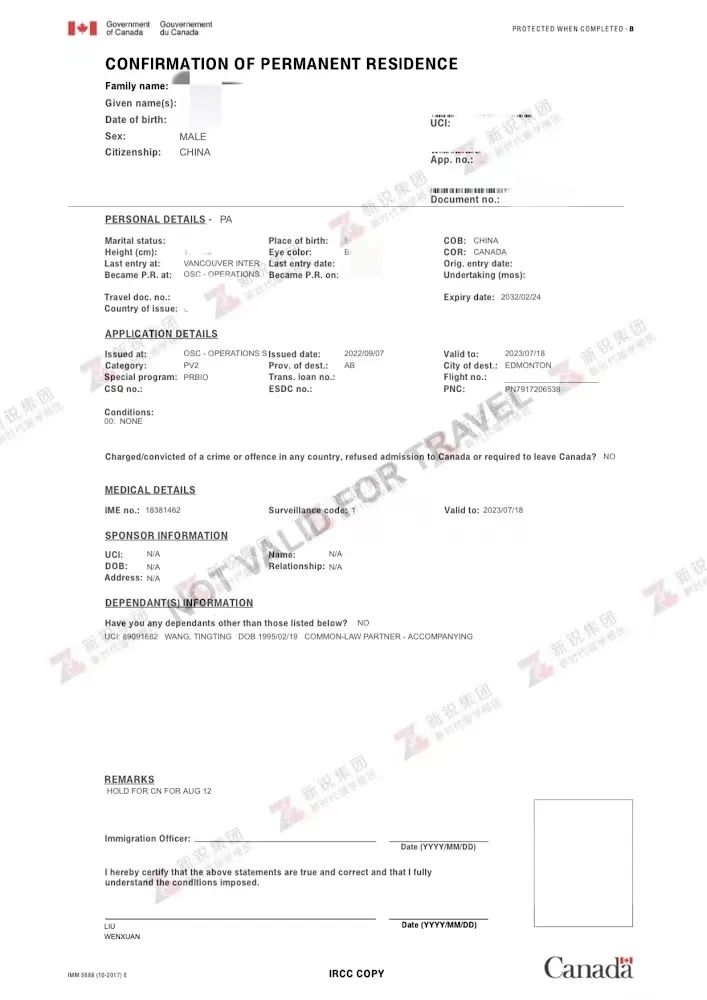 Government of Canada
Gouvernement du Canada
PROTECTED WHEN COMPLETED - B
CONFIRMATION OF PERMANENT RESIDENCE
Family name:
Given name(s):
Date of birth:
UCI:
Sex: MALE
Citizenship: CHINA
App. no.:
Document no.:
PERSONAL DETAILS - PA
Marital status: Place of birth: COB: CHINA
Height (cm): Eye color: COR: CANADA
Last entry at: VANCOUVER INTER Last entry date: Orig. entry date:
Became P.R. at: OSC - OPERATIONS Became P.R. on: Undertaking (mos):
Travel doc. no.: Expiry date: 2032/02/24
Country of issue:
APPLICATION DETAILS
Issued at: OSC - OPERATIONS S Issued date: 2022/09/07 Valid to: 2023/07/18
Category: PV2 Prov. of dest.: AB City of dest.: EDMONTON
Special program: PRBIO Trans. loan no.: Flight no.:
CSQ no.: ESDC no.: PNC: PN7917206538
Conditions:
00: NONE
Charged/convicted of a crime or offence in any country, refused admission to Canada or required to leave Canada? NO
NOT VALID FOR TRAVEL
MEDICAL DETAILS
IME no.: 18381462 Surveillance code: 1 Valid to: 2023/07/18
SPONSOR INFORMATION
UCI: N/A Name: N/A
DOB: N/A Relationship: N/A
Address: N/A
DEPENDANT(S) INFORMATION
Have you any dependants other than those listed below? NO
UCI: 89091682 WANG, TINGTING DOB 1995/02/19 COMMON-LAW PARTNER - ACCOMPANYING
REMARKS
HOLD FOR CN FOR AUG 12
Immigration Officer:
Date (YYYY/MM/DD)
I hereby certify that the above statements are true and correct and that I fully
understand the conditions imposed.
LIU
WENXUAN
Date (YYYY/MM/DD)
IMM 5688 (10-2017) E
IRCC COPY
Canada
新锐集团
新时代留学移民